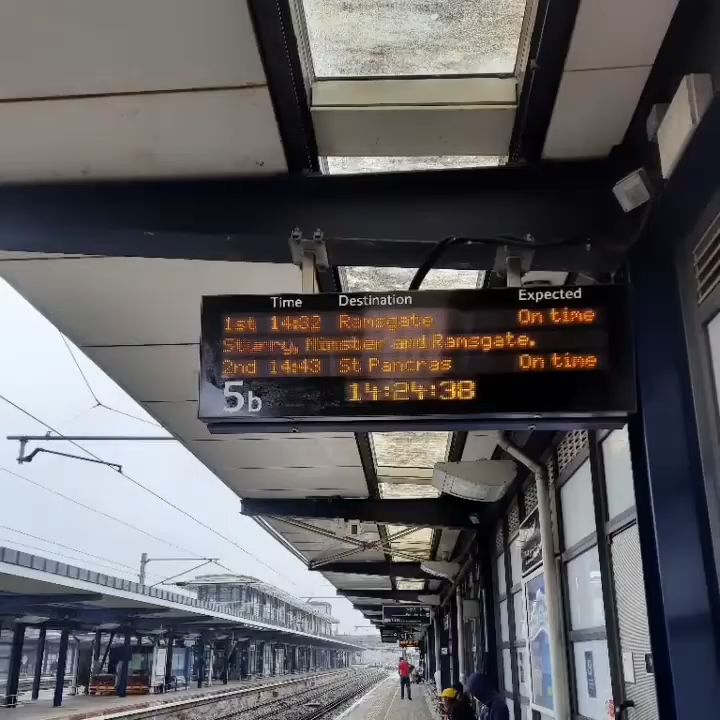 Time Destination Expected
1st 14:32 Ramsgate On time
Sturry, Minster and Ramsgate.
2nd 14:43 St Pancras On time
5b 14:24:38